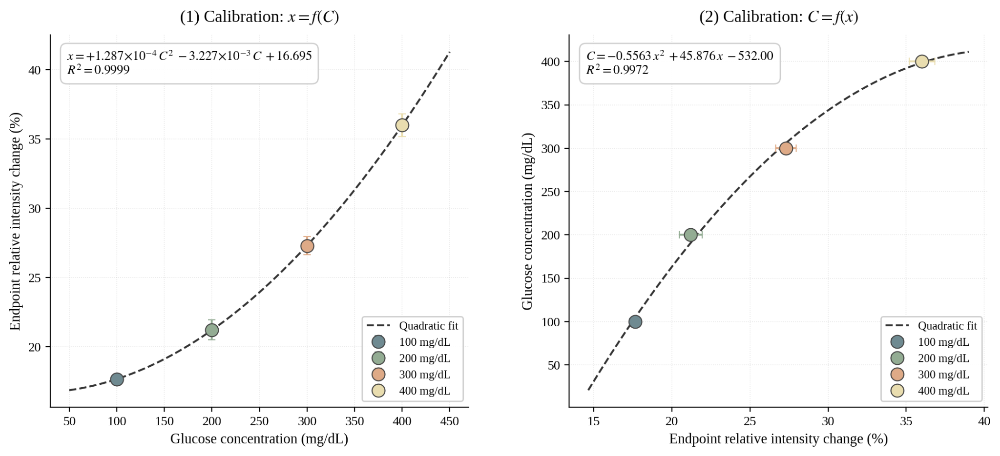 (1) Calibration: x = f(C)
x = +1.287×10⁻⁴ C² − 3.227×10⁻³ C + 16.695
R² = 0.9999
Endpoint relative intensity change (%)
40
35
30
25
20
Quadratic fit
100 mg/dL
200 mg/dL
300 mg/dL
400 mg/dL
50 100 150 200 250 300 350 400 450
Glucose concentration (mg/dL)
(2) Calibration: C = f(x)
C = −0.5563 x² + 45.876 x − 532.00
R² = 0.9972
Glucose concentration (mg/dL)
400
350
300
250
200
150
100
50
Quadratic fit
100 mg/dL
200 mg/dL
300 mg/dL
400 mg/dL
15 20 25 30 35 40
Endpoint relative intensity change (%)